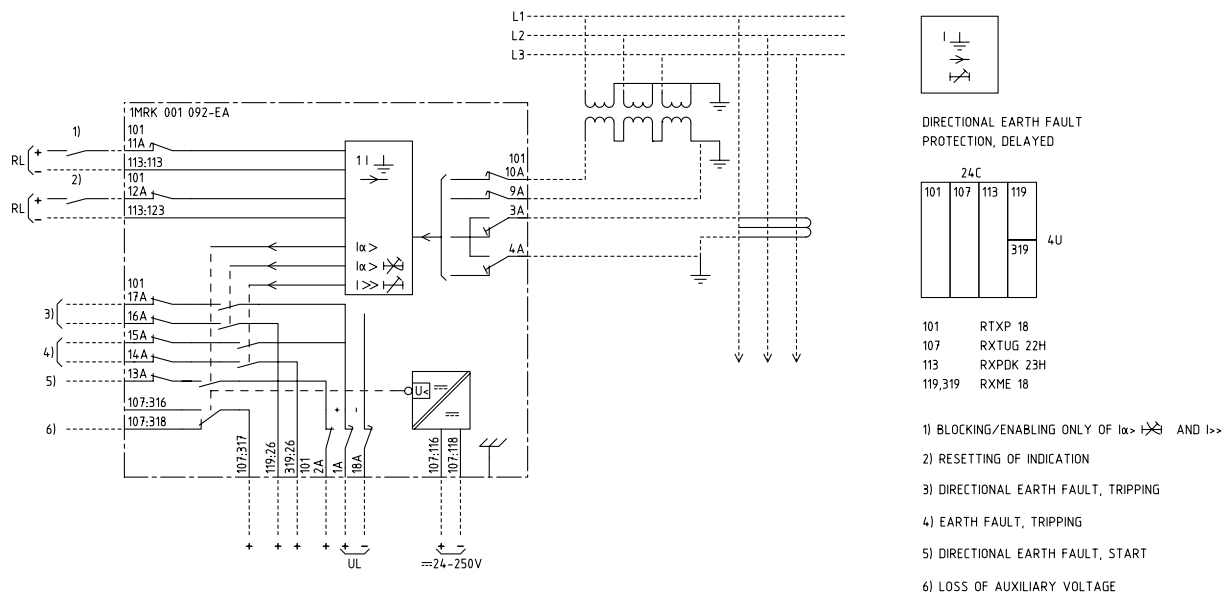 L1
L2
L3
1MRK 001 092-EA
1)
101
11A
RL
+
-
113:113
2)
101
12A
RL
+
-
113:123
1 I
Iα>
Iα>
I>>
101
10A
9A
3A
4A
101
17A
3)
16A
15A
4)
14A
5)
13A
107:316
6)
107:318
U<
+ -
107:317
119:26
319:26
101
2A
1A
18A
107:116
107:118
+ + + + + -
UL
+ -
24-250V
I
DIRECTIONAL EARTH FAULT
PROTECTION, DELAYED
24C
101 107 113 119
319
4U
101 RTXP 18
107 RXTUG 22H
113 RXPDK 23H
119,319 RXME 18
1) BLOCKING/ENABLING ONLY OF Iα> AND I>>
2) RESETTING OF INDICATION
3) DIRECTIONAL EARTH FAULT, TRIPPING
4) EARTH FAULT, TRIPPING
5) DIRECTIONAL EARTH FAULT, START
6) LOSS OF AUXILIARY VOLTAGE